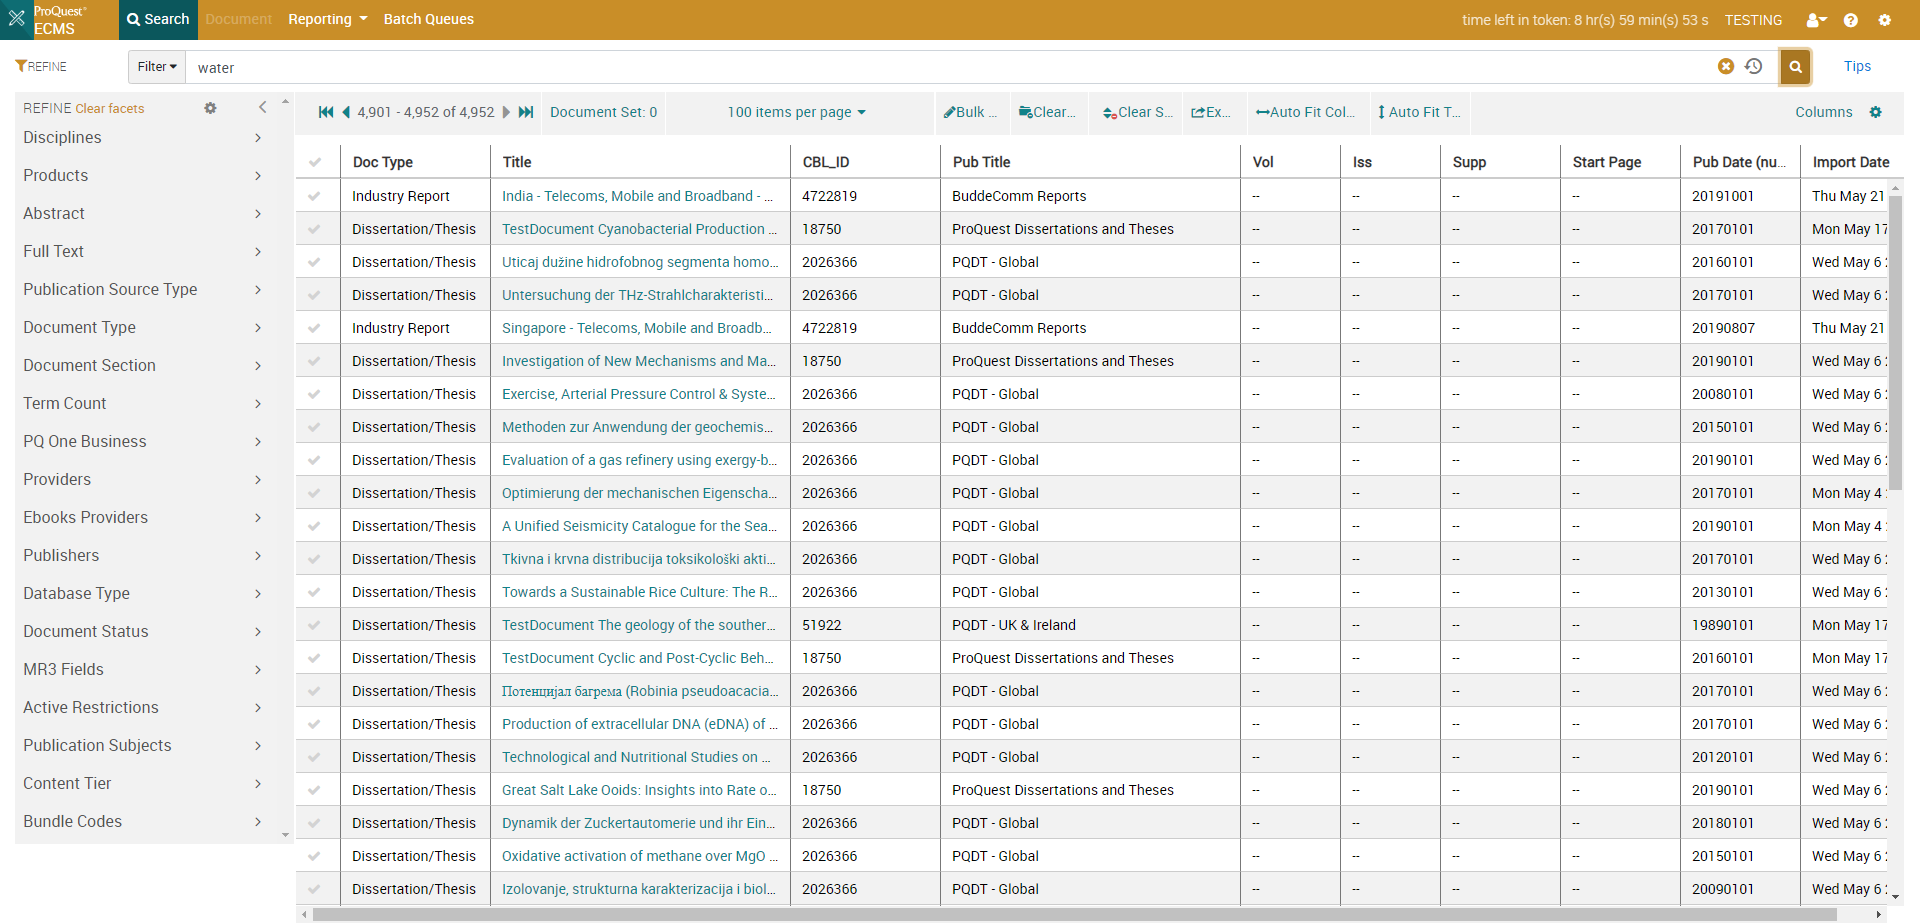 ProQuest
ECMS
Search
Document
Reporting
Batch Queues
time left in token: 8 hr(s) 59 min(s) 53 s
TESTING
REFINE
Filter
water
Tips
REFINE Clear facets
Disciplines
Products
Abstract
Full Text
Publication Source Type
Document Type
Document Section
Term Count
PQ One Business
Providers
Ebooks Providers
Publishers
Database Type
Document Status
MR3 Fields
Active Restrictions
Publication Subjects
Content Tier
Bundle Codes
4,901 - 4,952 of 4,952
Document Set: 0
100 items per page
Bulk ...
Clear...
Clear S...
Ex...
Auto Fit Col...
Auto Fit T...
Columns
Doc Type Title CBL_ID Pub Title Vol Iss Supp Start Page Pub Date (nu... Import Date
Industry Report India - Telecoms, Mobile and Broadband - ... 4722819 BuddeComm Reports -- -- -- -- 20191001 Thu May 21
Dissertation/Thesis TestDocument Cyanobacterial Production ... 18750 ProQuest Dissertations and Theses -- -- -- -- 20170101 Mon May 17
Dissertation/Thesis Uticaj dužine hidrofobnog segmenta homo... 2026366 PQDT - Global -- -- -- -- 20160101 Wed May 6
Dissertation/Thesis Untersuchung der THz-Strahlcharakteristi... 2026366 PQDT - Global -- -- -- -- 20170101 Wed May 6
Industry Report Singapore - Telecoms, Mobile and Broadb... 4722819 BuddeComm Reports -- -- -- -- 20190807 Thu May 21
Dissertation/Thesis Investigation of New Mechanisms and Ma... 18750 ProQuest Dissertations and Theses -- -- -- -- 20190101 Wed May 6
Dissertation/Thesis Exercise, Arterial Pressure Control & Syste... 2026366 PQDT - Global -- -- -- -- 20080101 Wed May 6
Dissertation/Thesis Methoden zur Anwendung der geochemis... 2026366 PQDT - Global -- -- -- -- 20150101 Wed May 6
Dissertation/Thesis Evaluation of a gas refinery using exergy-b... 2026366 PQDT - Global -- -- -- -- 20190101 Wed May 6
Dissertation/Thesis Optimierung der mechanischen Eigenscha... 2026366 PQDT - Global -- -- -- -- 20170101 Mon May 4
Dissertation/Thesis A Unified Seismicity Catalogue for the Sea... 2026366 PQDT - Global -- -- -- -- 20190101 Mon May 4
Dissertation/Thesis Tkivna i krvna distribucija toksikološki akti... 2026366 PQDT - Global -- -- -- -- 20170101 Wed May 6
Dissertation/Thesis Towards a Sustainable Rice Culture: The R... 2026366 PQDT - Global -- -- -- -- 20130101 Wed May 6
Dissertation/Thesis TestDocument The geology of the souther... 51922 PQDT - UK & Ireland -- -- -- -- 19890101 Mon May 17
Dissertation/Thesis TestDocument Cyclic and Post-Cyclic Beh... 18750 ProQuest Dissertations and Theses -- -- -- -- 20160101 Mon May 17
Dissertation/Thesis Потенцијал багрема (Robinia pseudoacacia... 2026366 PQDT - Global -- -- -- -- 20170101 Wed May 6
Dissertation/Thesis Production of extracellular DNA (eDNA) of ... 2026366 PQDT - Global -- -- -- -- 20170101 Wed May 6
Dissertation/Thesis Technological and Nutritional Studies on ... 2026366 PQDT - Global -- -- -- -- 20120101 Wed May 6
Dissertation/Thesis Great Salt Lake Ooids: Insights into Rate o... 18750 ProQuest Dissertations and Theses -- -- -- -- 20190101 Wed May 6
Dissertation/Thesis Dynamik der Zuckertautomerie und ihr Ein... 2026366 PQDT - Global -- -- -- -- 20180101 Wed May 6
Dissertation/Thesis Oxidative activation of methane over MgO ... 2026366 PQDT - Global -- -- -- -- 20150101 Wed May 6
Dissertation/Thesis Izolovanje, strukturna karakterizacija i biol... 2026366 PQDT - Global -- -- -- -- 20090101 Wed May 6